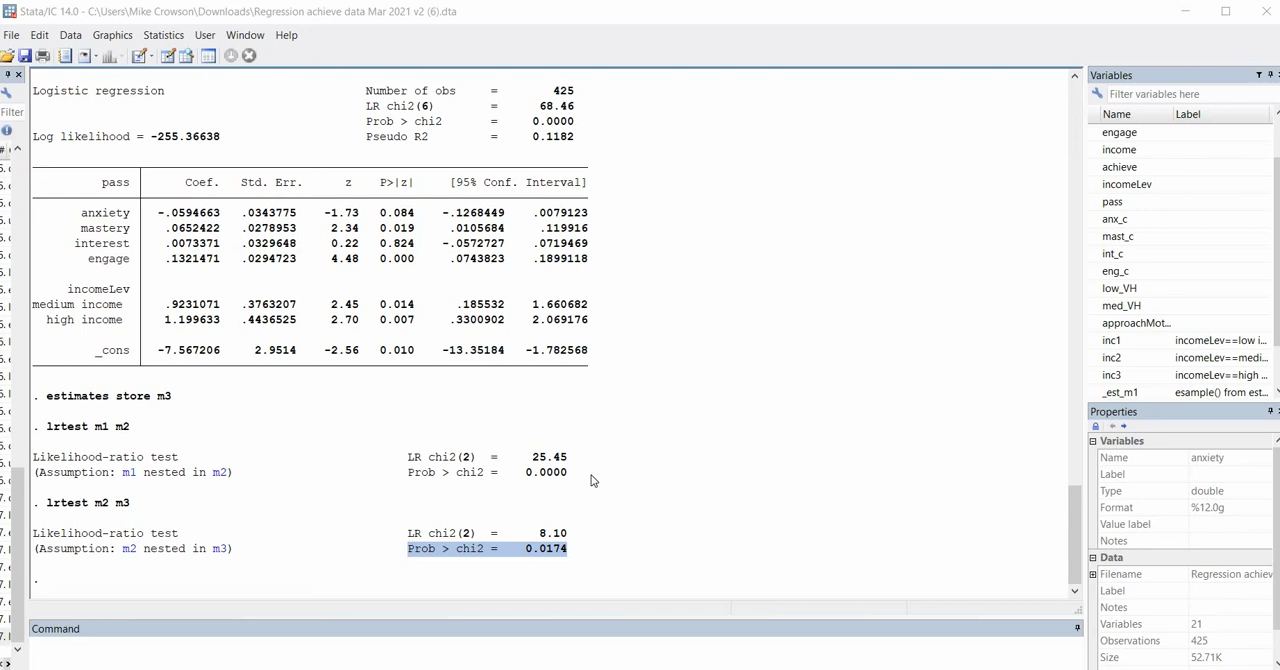 Stata/IC 14.0 - C:\Users\Mike Crowson\Downloads\Regression achieve data Mar 2021 v2 (6).dta
File Edit Data Graphics Statistics User Window Help
Filter
Logistic regression Number of obs = 425
LR chi2(6) = 68.46
Prob > chi2 = 0.0000
Log likelihood = -255.36638 Pseudo R2 = 0.1182
pass Coef. Std. Err. z P>|z| [95% Conf. Interval]
anxiety -.0594663 .0343775 -1.73 0.084 -.1268449 .0079123
mastery .0652422 .0278953 2.34 0.019 .0105684 .119916
interest .0073371 .0329648 0.22 0.824 -.0572727 .0719469
engage .1321471 .0294723 4.48 0.000 .0743823 .1899118
incomeLev
medium income .9231071 .3763207 2.45 0.014 .185532 1.660682
high income 1.199633 .4436525 2.70 0.007 .3300902 2.069176
_cons -7.567206 2.9514 -2.56 0.010 -13.35184 -1.782568
. estimates store m3
. lrtest m1 m2
Likelihood-ratio test LR chi2(2) = 25.45
(Assumption: m1 nested in m2) Prob > chi2 = 0.0000
. lrtest m2 m3
Likelihood-ratio test LR chi2(2) = 8.10
(Assumption: m2 nested in m3) Prob > chi2 = 0.0174
.
Command
Variables
Filter variables here
Name Label
engage
income
achieve
incomeLev
pass
anx_c
mast_c
int_c
eng_c
low_VH
med_VH
approachMot...
inc1 incomeLev==low i...
inc2 incomeLev==medi...
inc3 incomeLev==high ...
_est_m1 esample() from est...
Properties
Variables
Name anxiety
Label
Type double
Format %12.0g
Value label
Notes
Data
Filename Regression achiev
Label
Notes
Variables 21
Observations 425
Size 52.71K